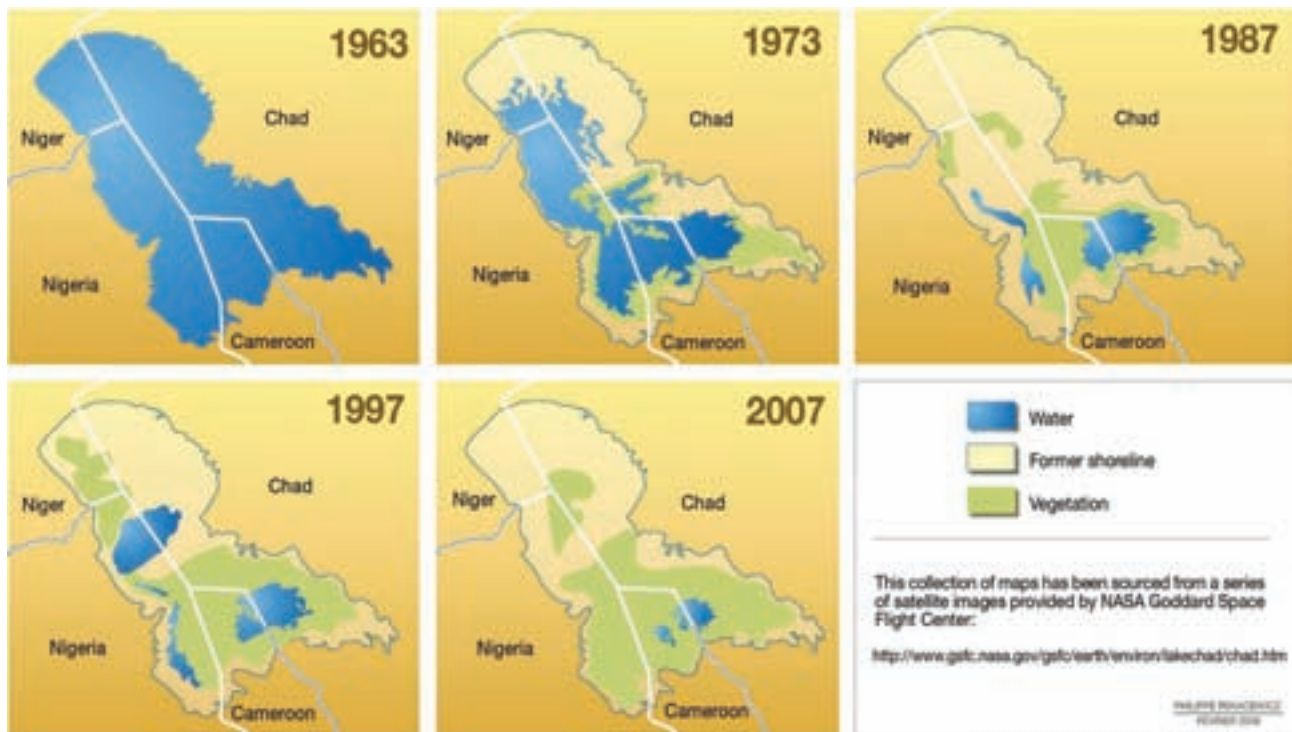 1963
Chad
Niger
Nigeria
Cameroon
1973
Chad
Niger
Nigeria
Cameroon
1987
Chad
Niger
Nigeria
Cameroon
1997
Chad
Niger
Nigeria
Cameroon
2007
Chad
Niger
Nigeria
Cameroon
Water
Former shoreline
Vegetation
This collection of maps has been sourced from a series
of satellite images provided by NASA Goddard Space
Flight Center:
http://www.gsfc.nasa.gov/gsfc/earth/environ/lakechad/chad.htm
PHILIPPE REKACEWICZ
FÉVRIER